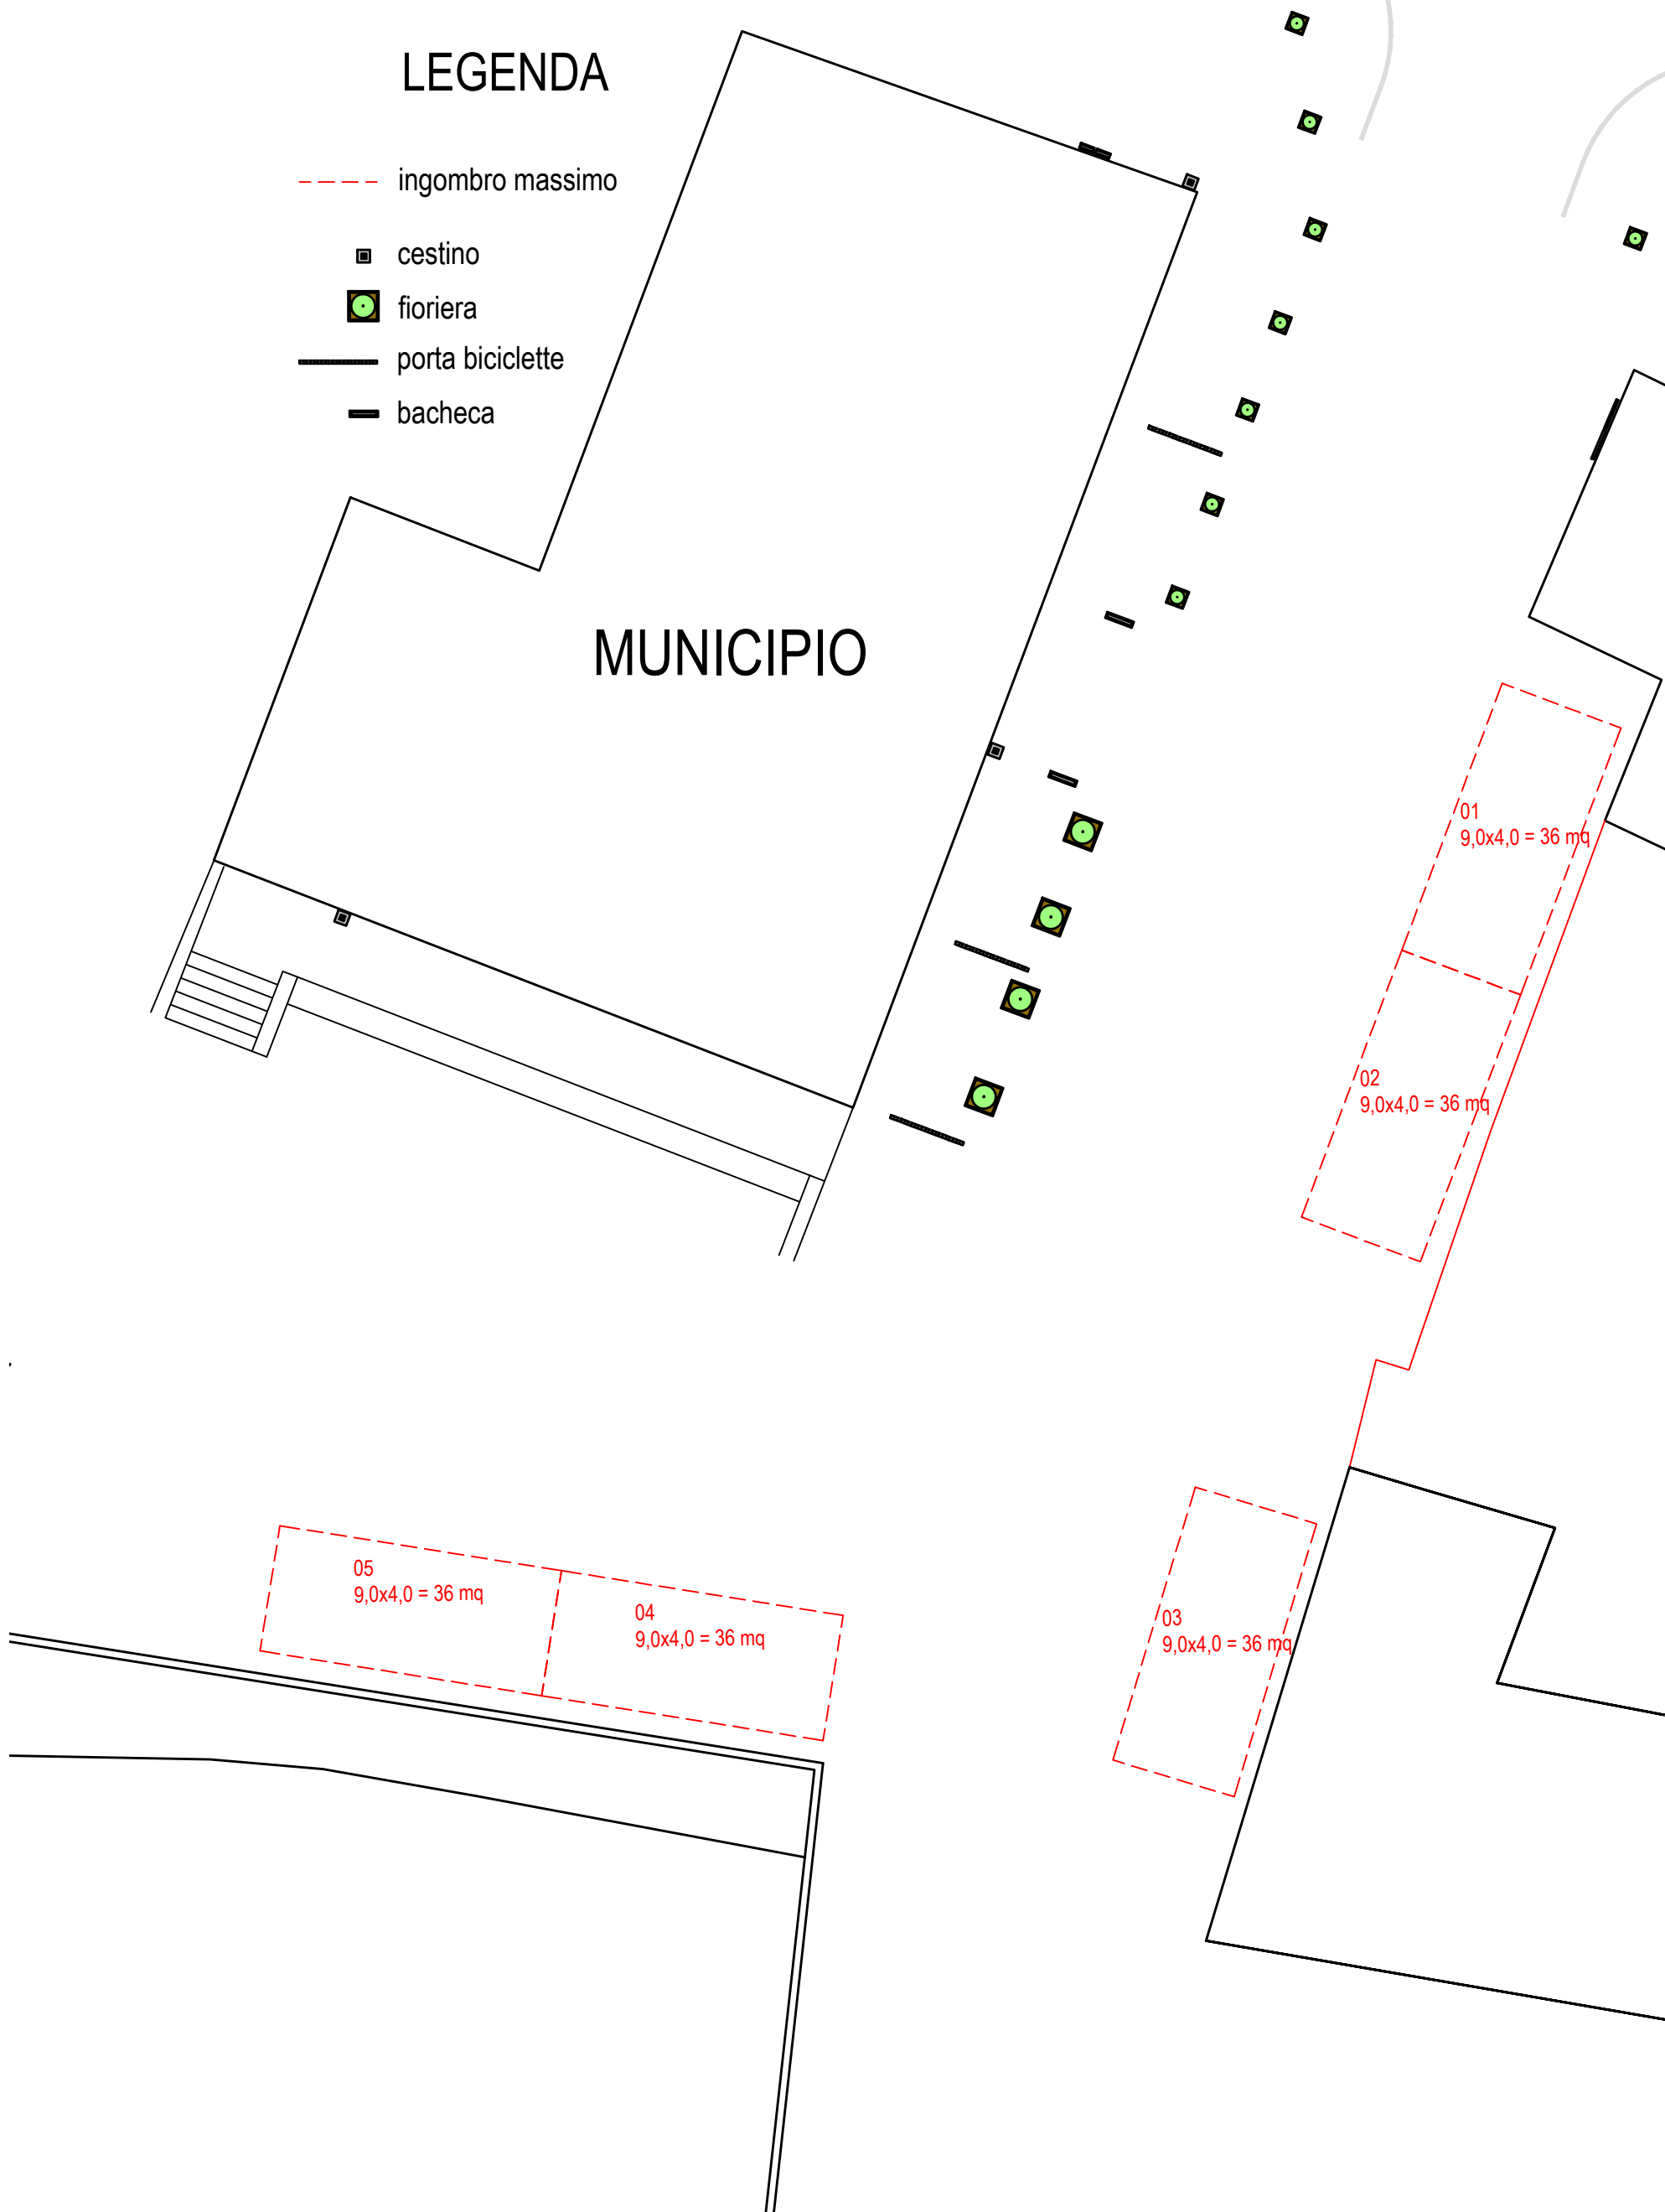 LEGENDA
ingombro massimo
cestino
fioriera
porta biciclette
bacheca
MUNICIPIO
01
9,0x4,0 = 36 mq
02
9,0x4,0 = 36 mq
05
9,0x4,0 = 36 mq
04
9,0x4,0 = 36 mq
03
9,0x4,0 = 36 mq